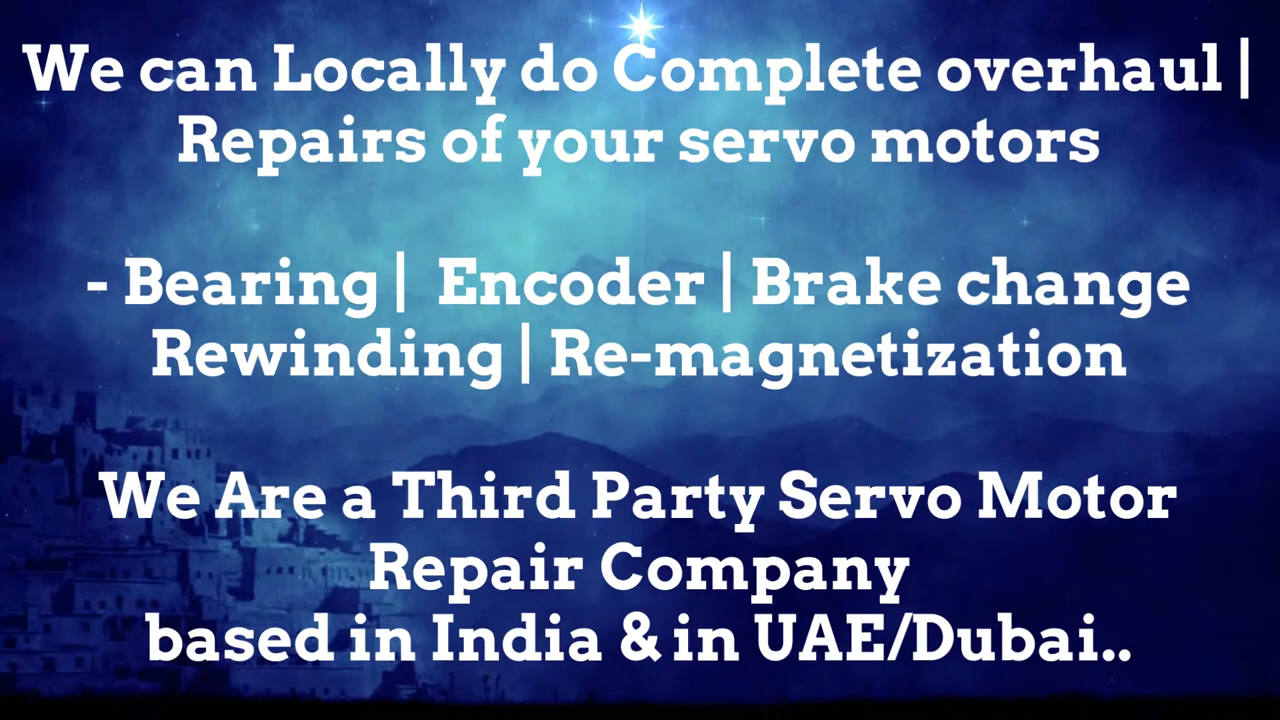 We can Locally do Complete overhaul |
Repairs of your servo motors
- Bearing | Encoder | Brake change
Rewinding | Re-magnetization
We Are a Third Party Servo Motor
Repair Company
based in India & in UAE/Dubai..